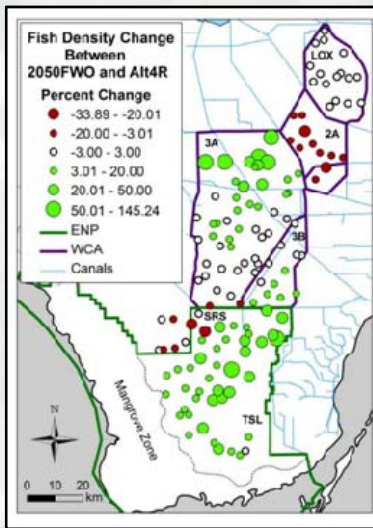 Fish Density Change
Between
2050FWO and Alt4R
Percent Change
-33.89 - -20.01
-20.00 - -3.01
-3.00 - 3.00
3.01 - 20.00
20.01 - 50.00
50.01 - 145.24
ENP
WCA
Canals
LOX
2A
3A
3B
SRS
TSL
Mangrove Zone
N
0 10 20
km